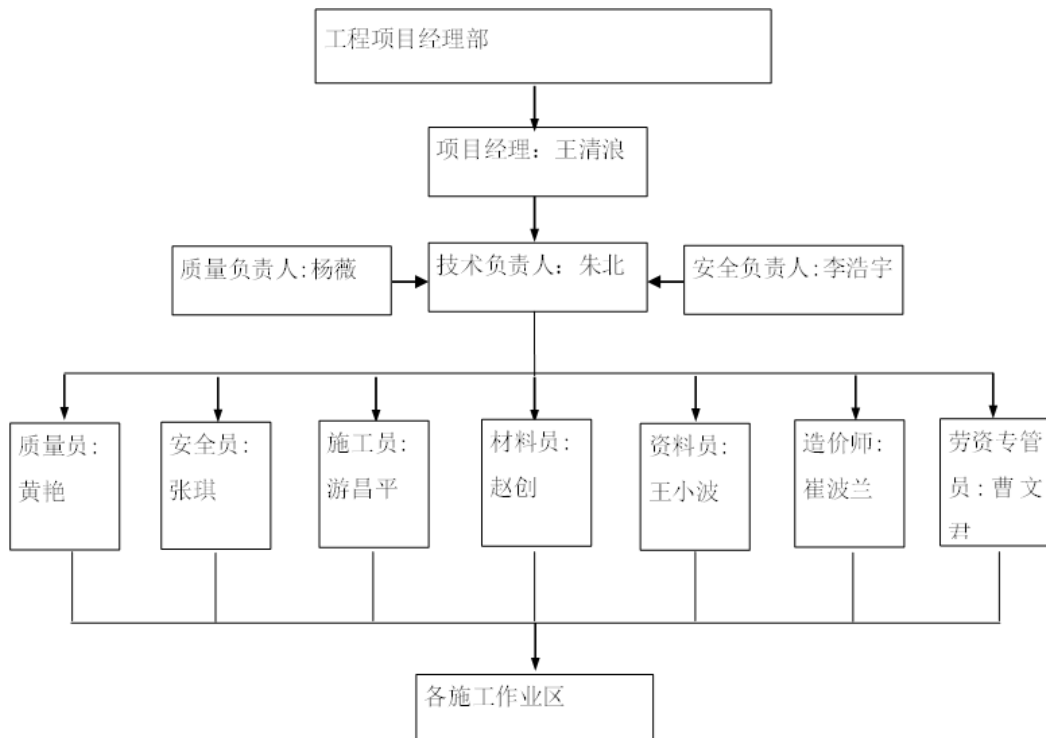 工程项目经理部
项目经理：王清浪
质量负责人:杨薇
技术负责人：朱北
安全负责人:李浩宇
质量员:
黄艳
安全员:
张琪
施工员:
游昌平
材料员:
赵创
资料员:
王小波
造价师:
崔波兰
劳资专管
员:曹文
君
各施工作业区